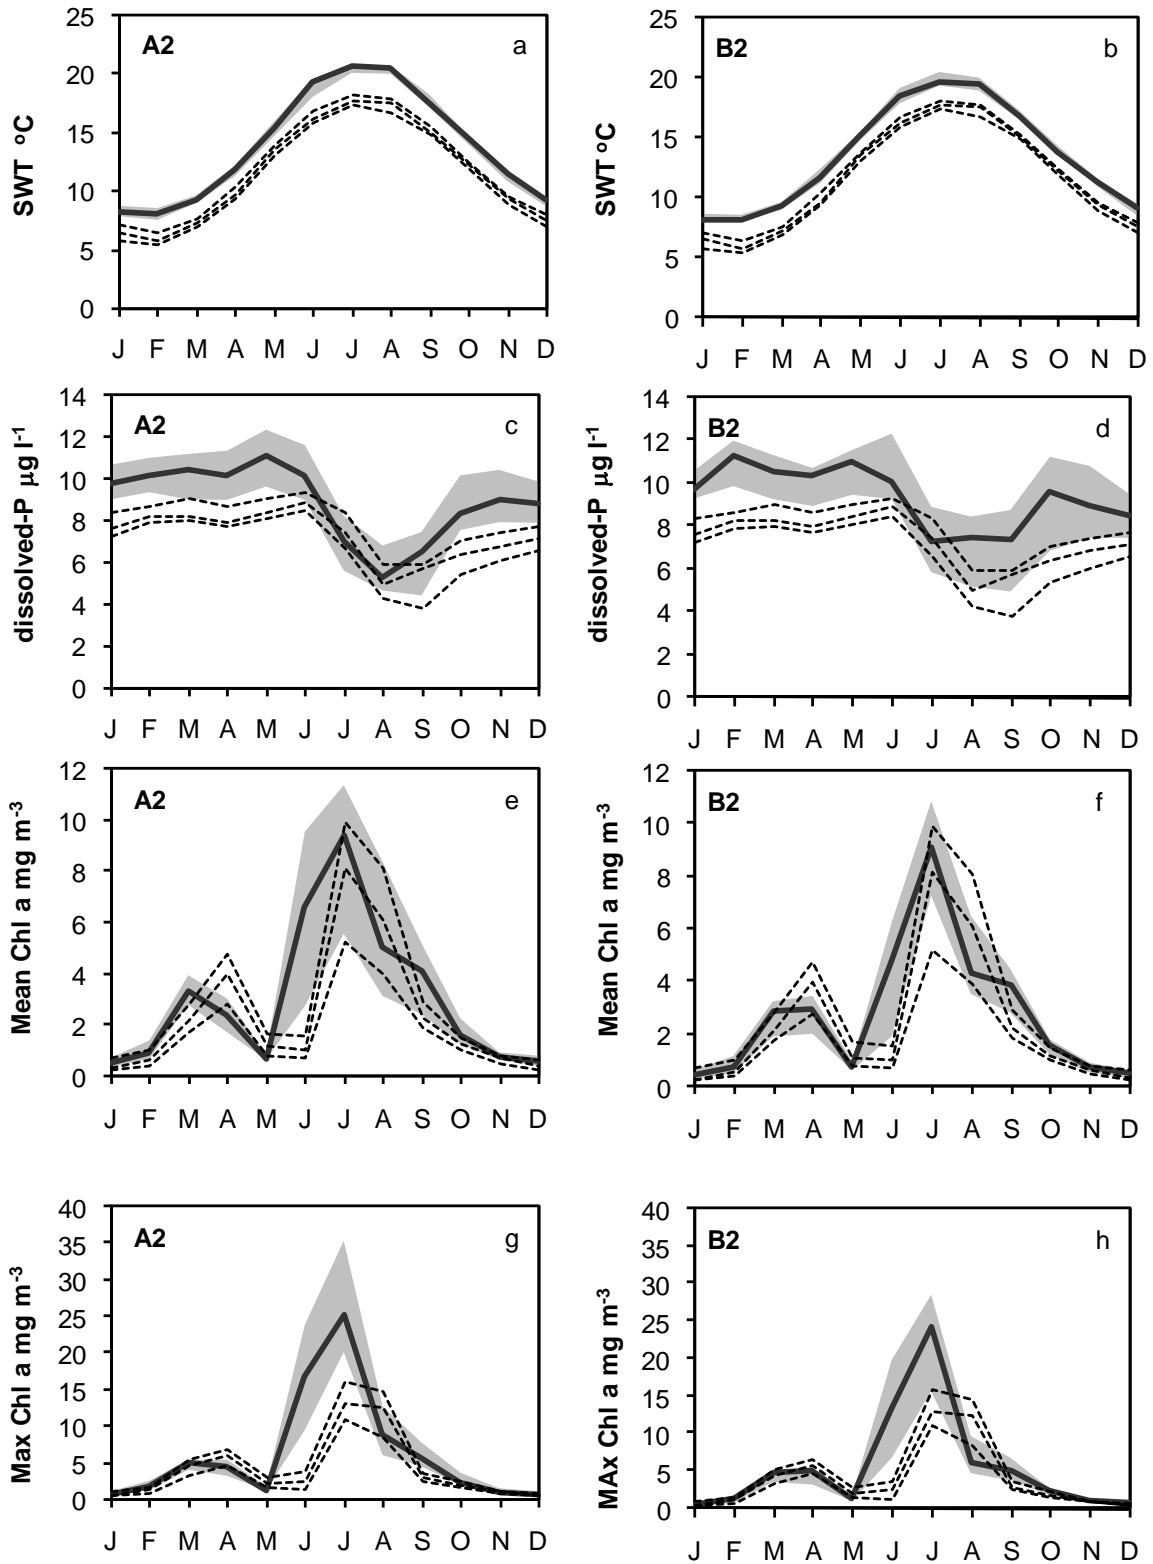 A2 a
SWT ºC
25
20
15
10
5
0
J F M A M J J A S O N D
B2 b
SWT ºC
25
20
15
10
5
0
J F M A M J J A S O N D
A2 c
dissolved-P µg l-1
14
12
10
8
6
4
2
0
J F M A M J J A S O N D
B2 d
dissolved-P µg l-1
14
12
10
8
6
4
2
0
J F M A M J J A S O N D
A2 e
Mean Chl a mg m-3
12
10
8
6
4
2
0
J F M A M J J A S O N D
B2 f
Mean Chl a mg m-3
12
10
8
6
4
2
0
J F M A M J J A S O N D
A2 g
Max Chl a mg m-3
40
35
30
25
20
15
10
5
0
J F M A M J J A S O N D
B2 h
MAx Chl a mg m-3
40
35
30
25
20
15
10
5
0
J F M A M J J A S O N D